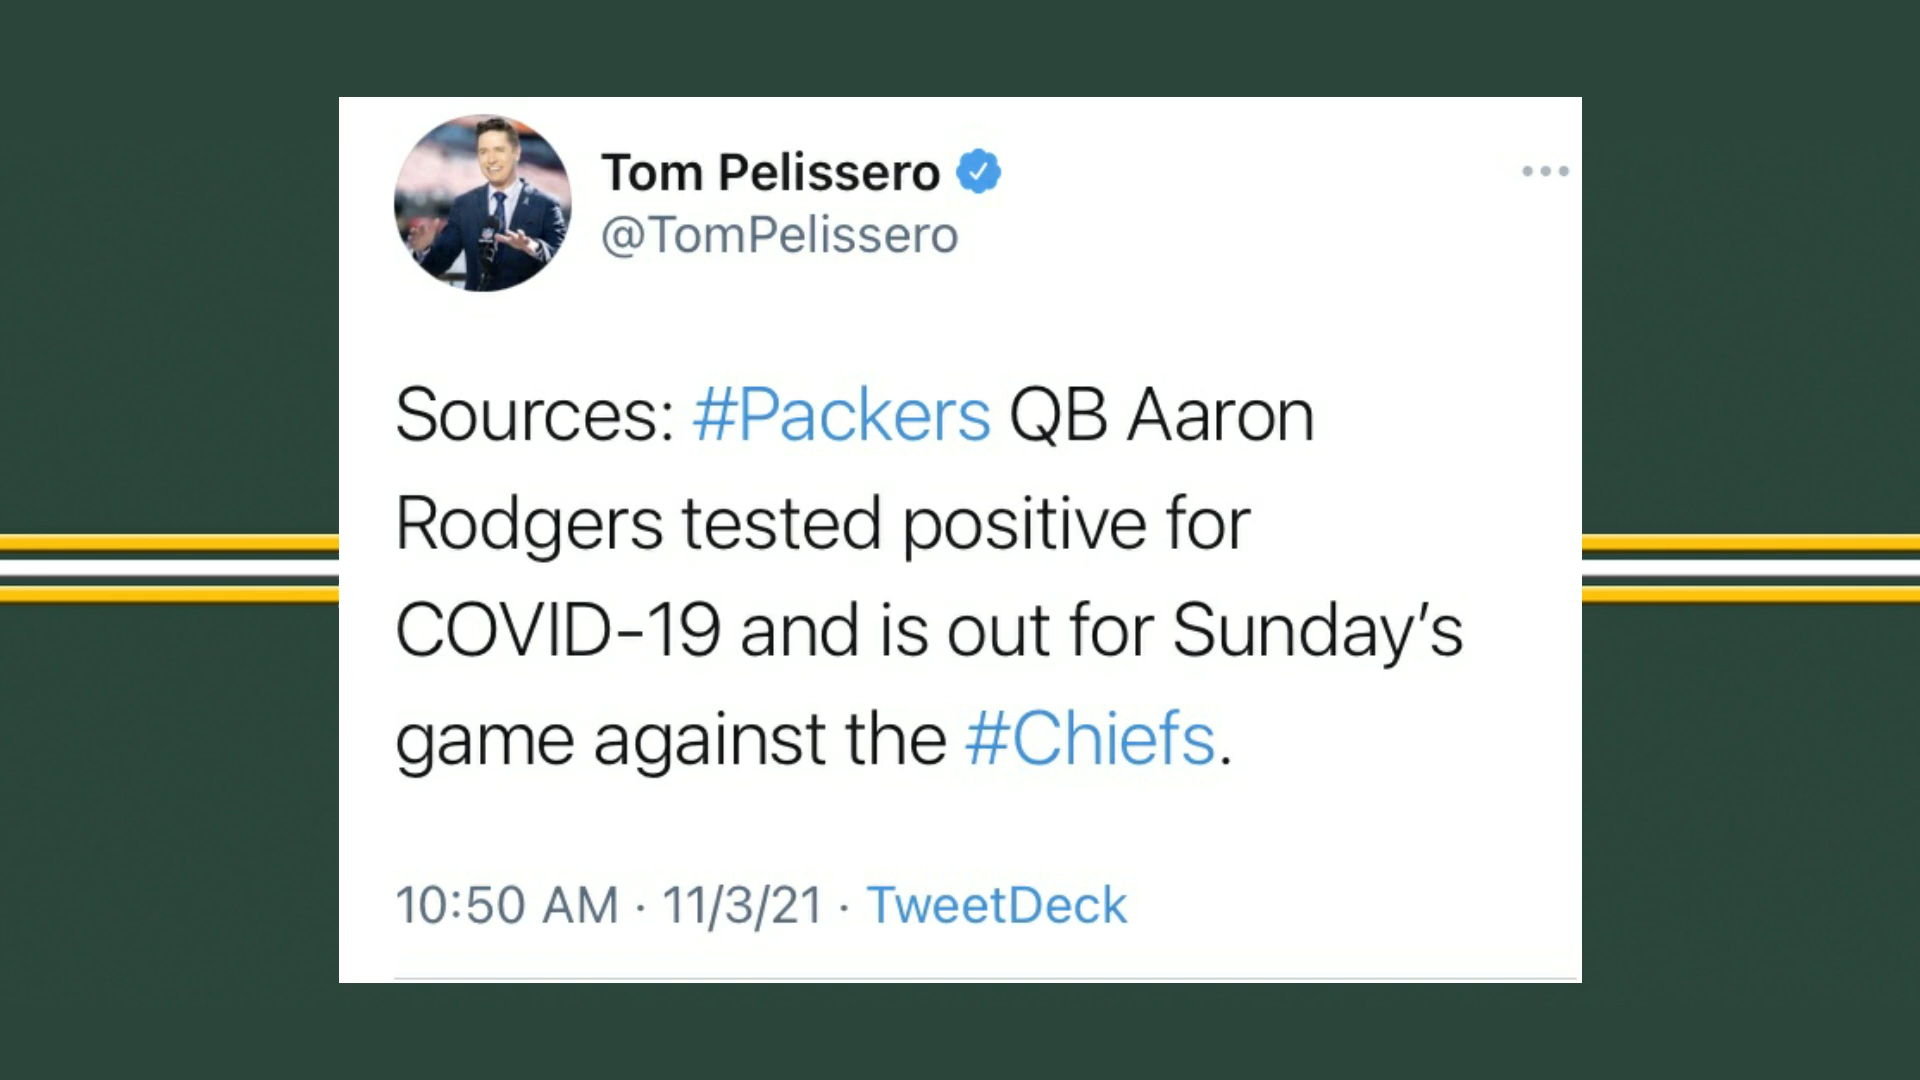 Tom Pelissero
@TomPelissero
Sources: #Packers QB Aaron
Rodgers tested positive for
COVID-19 and is out for Sunday’s
game against the #Chiefs.
10:50 AM · 11/3/21 · TweetDeck